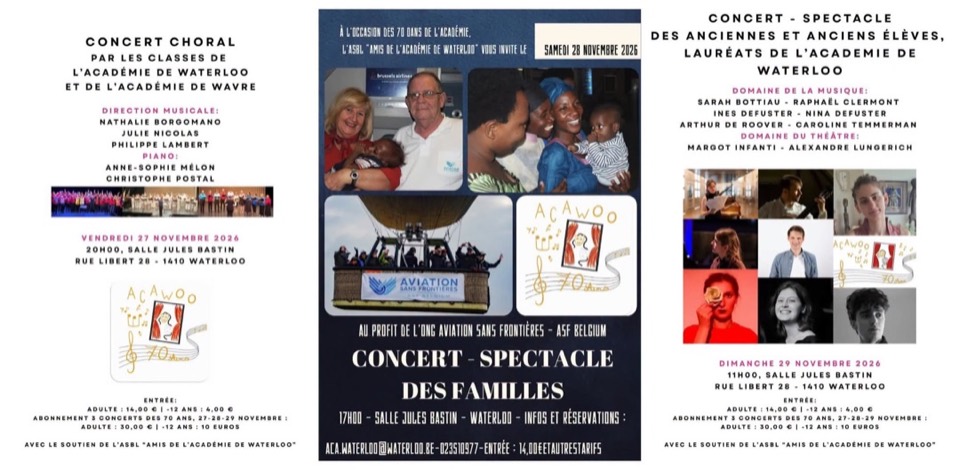 CONCERT CHORAL
PAR LES CLASSES DE
L'ACADÉMIE DE WATERLOO
ET DE L'ACADÉMIE DE WAVRE
DIRECTION MUSICALE:
NATHALIE BORGOMANO
JULIE NICOLAS
PHILIPPE LAMBERT
PIANO:
ANNE-SOPHIE MÉLON
CHRISTOPHE POSTAL
VENDREDI 27 NOVEMBRE 2026
20H00, SALLE JULES BASTIN
RUE LIBERT 28 - 1410 WATERLOO
ACAWOO
70 dans
ENTRÉE:
ADULTE : 14,00 € | -12 ANS : 4,00 €
ABONNEMENT 3 CONCERTS DES 70 ANS, 27-28-29 NOVEMBRE :
ADULTE : 30,00 € | -12 ANS : 10 EUROS
AVEC LE SOUTIEN DE L'ASBL "AMIS DE L'ACADÉMIE DE WATERLOO"
À L'OCCASION DES 70 DANS DE L'ACADÉMIE,
L'ASBL "AMIS DE L'ACADÉMIE DE WATERLOO" VOUS INVITE LE
SAMEDI 28 NOVEMBRE 2026
Brussels airlines
AVIATION
SANS FRONTIÈRES
ACAWOO
70 dans
AU PROFIT DE L'ONG AVIATION SANS FRONTIÈRES - ASF BELGIUM
CONCERT - SPECTACLE
DES FAMILLES
17H00 - SALLE JULES BASTIN - WATERLOO - INFOS ET RÉSERVATIONS :
ACA.WATERLOO@WATERLOO.BE-023510977-ENTRÉE : 14,00€ETAUTRESTARIFS
CONCERT - SPECTACLE
DES ANCIENNES ET ANCIENS ÉLÈVES,
LAURÉATS DE L'ACADEMIE DE
WATERLOO
DOMAINE DE LA MUSIQUE:
SARAH BOTTIAU - RAPHAËL CLERMONT
INES DEFUSTER - NINA DEFUSTER
ARTHUR DE ROOVER - CAROLINE TEMMERMAN
DOMAINE DU THÉÂTRE:
MARGOT INFANTI - ALEXANDRE LUNGERICH
ACAWOO
70 dans
DIMANCHE 29 NOVEMBRE 2026
11H00, SALLE JULES BASTIN
RUE LIBERT 28 - 1410 WATERLOO
ENTRÉE:
ADULTE : 14,00 € | -12 ANS : 4,00 €
ABONNEMENT 3 CONCERTS DES 70 ANS, 27-28-29 NOVEMBRE :
ADULTE : 30,00 € | -12 ANS : 10 EUROS
AVEC LE SOUTIEN DE L'ASBL "AMIS DE L'ACADÉMIE DE WATERLOO"